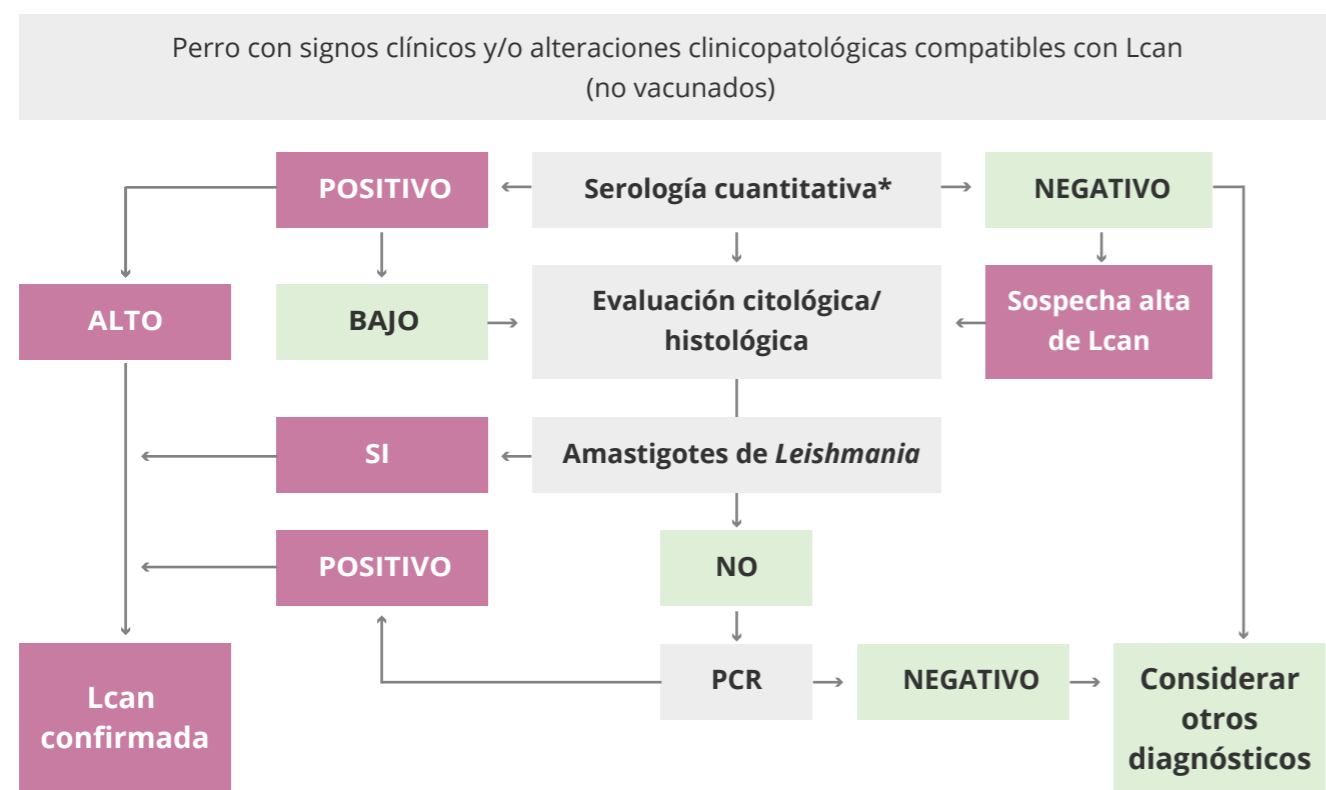 Perro con signos clínicos y/o alteraciones clinicopatológicas compatibles con Lcan
(no vacunados)
POSITIVO
Serología cuantitativa*
NEGATIVO
ALTO
BAJO
Evaluación citológica/
histológica
Sospecha alta
de Lcan
SI
Amastigotes de Leishmania
POSITIVO
NO
PCR
NEGATIVO
Lcan
confirmada
Considerar
otros
diagnósticos